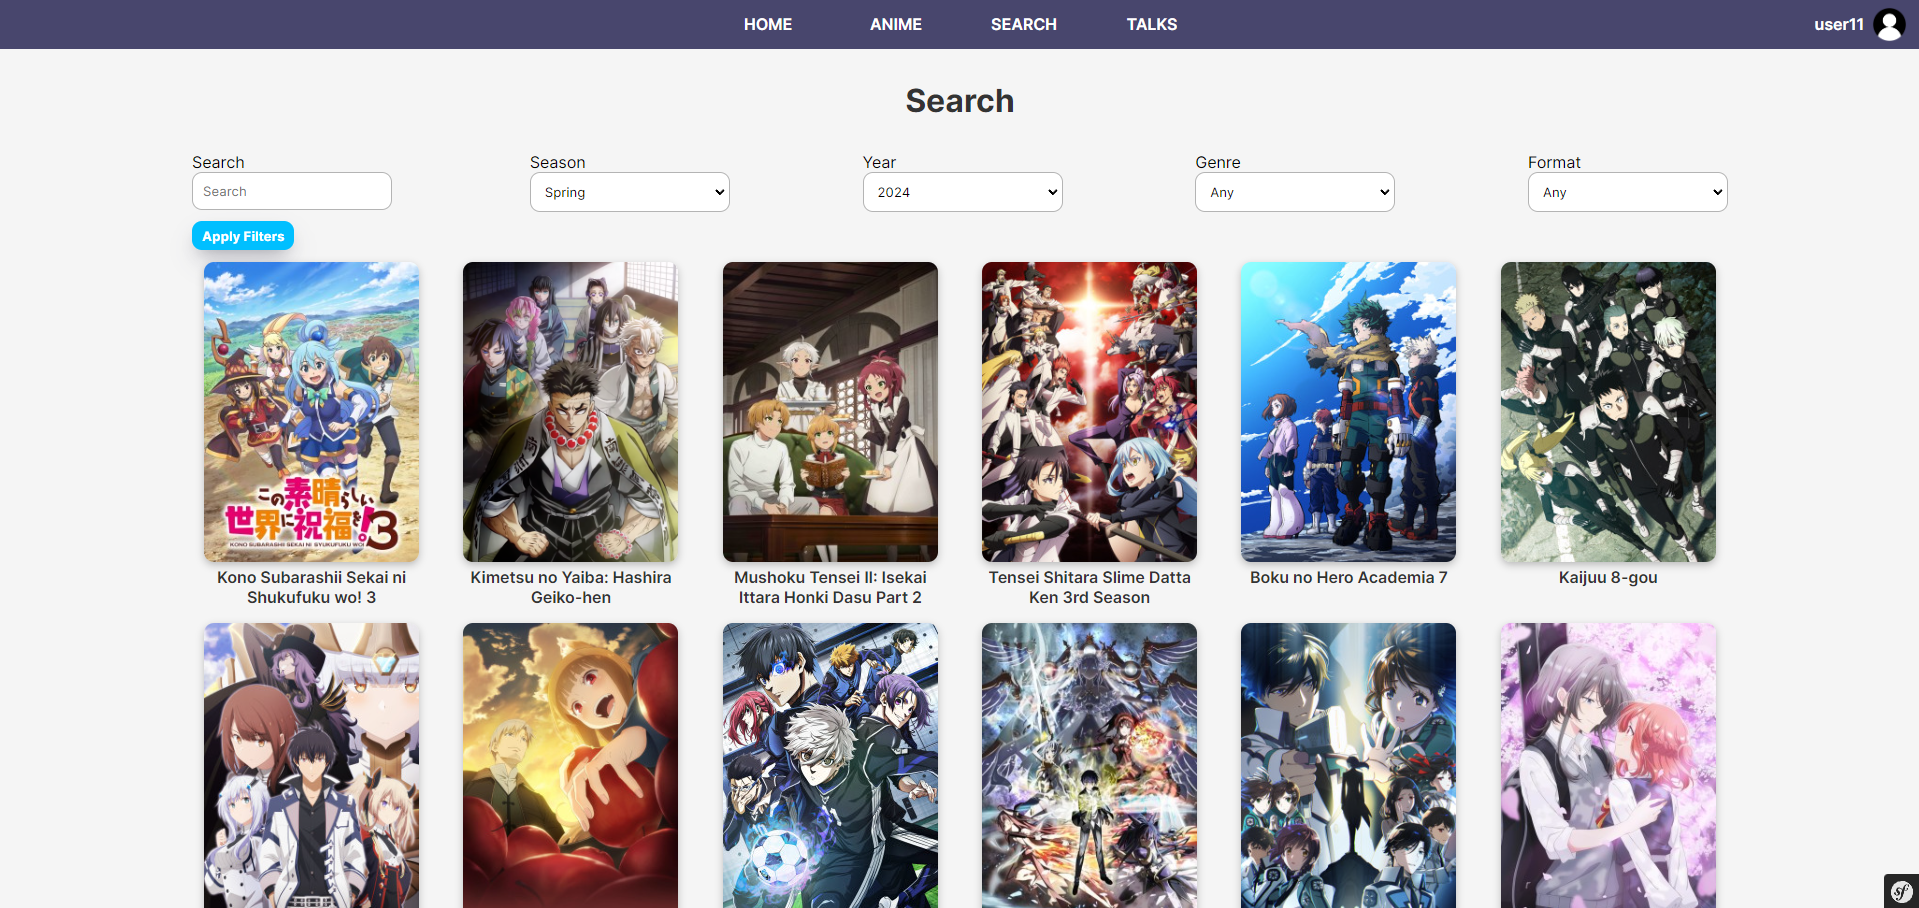 HOME
ANIME
SEARCH
TALKS
user11
Search
Search
Season
Year
Genre
Format
Search
Spring
2024
Any
Any
Apply Filters
この素晴らしい
世界に祝福を!3
KONO SUBARASHII SEKAI NI SYUKUFUKU WO!
Kono Subarashii Sekai ni
Shukufuku wo! 3
Kimetsu no Yaiba: Hashira
Geiko-hen
Mushoku Tensei II: Isekai
Ittara Honki Dasu Part 2
Tensei Shitara Slime Datta
Ken 3rd Season
Boku no Hero Academia 7
Kaijuu 8-gou
sf